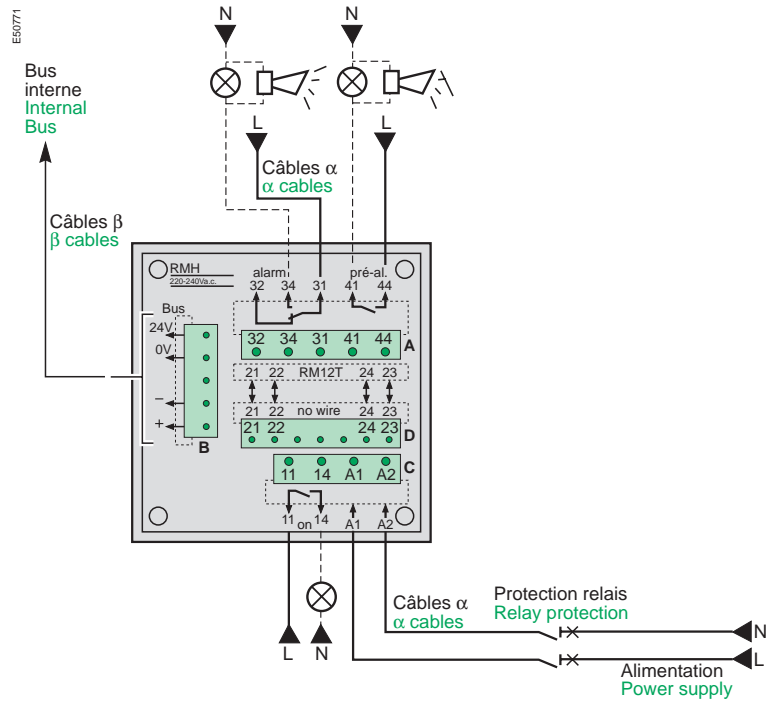 E50771
N N
Bus
interne
Internal
Bus
L L
Câbles α
α cables
Câbles β
β cables
RMH
220-240Va.c.
alarm pré-al.
32 34 31 41 44
Bus
24V
0V
–
+
B
32 34 31 41 44
A
21 22 RM12T 24 23
21 22 no wire 24 23
21 22 24 23
D
11 14 A1 A2
C
11 on 14 A1 A2
Câbles α
α cables
Protection relais
Relay protection
N
L N
L
Alimentation
Power supply